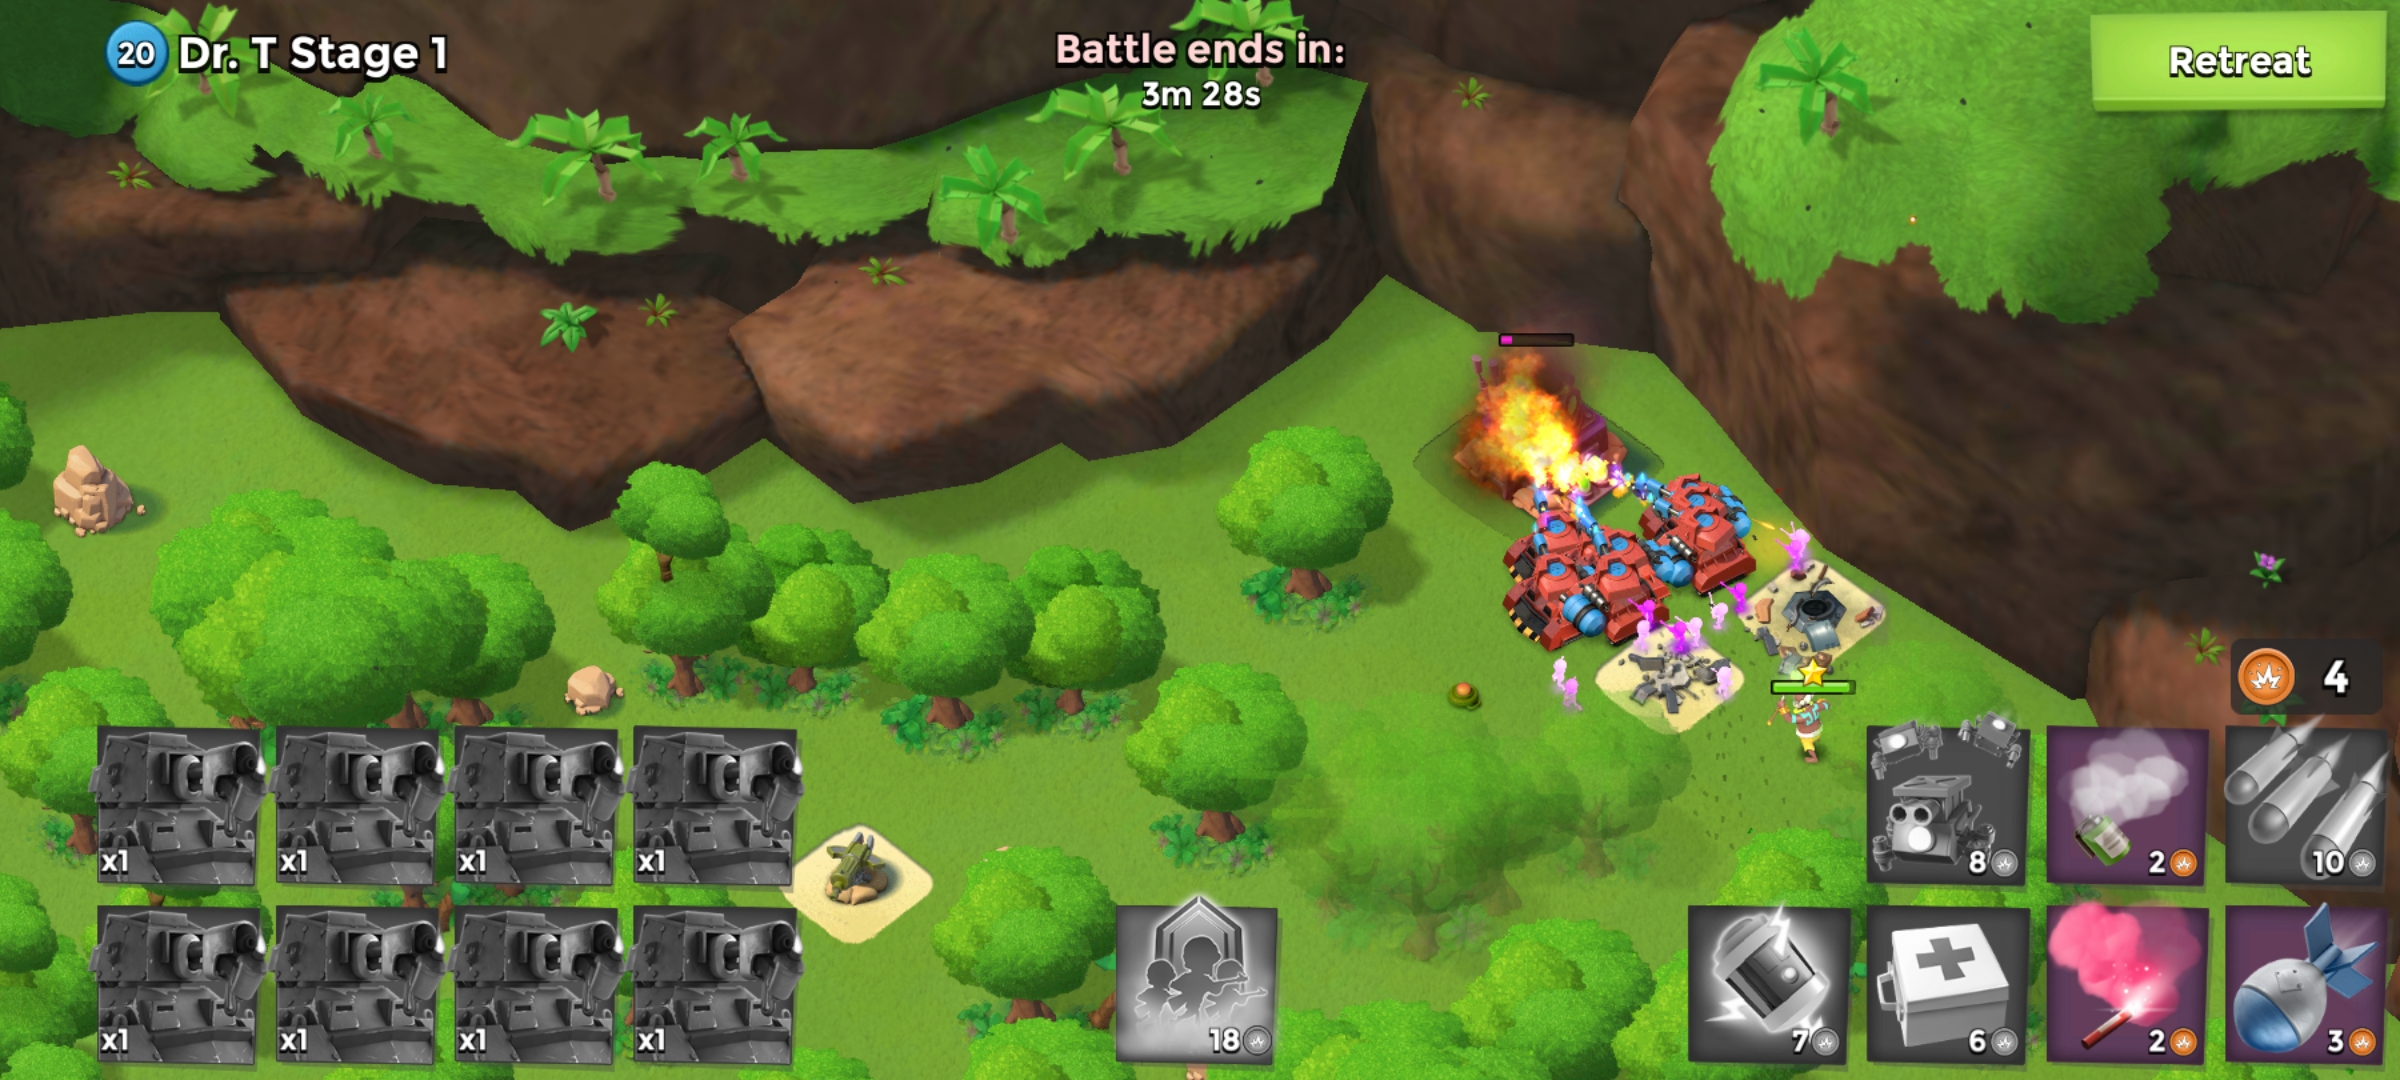 20 Dr. T Stage 1
Battle ends in:
3m 28s
Retreat
4
x1 x1 x1 x1
8 2 10
x1 x1 x1 x1
18 7 6 2 3